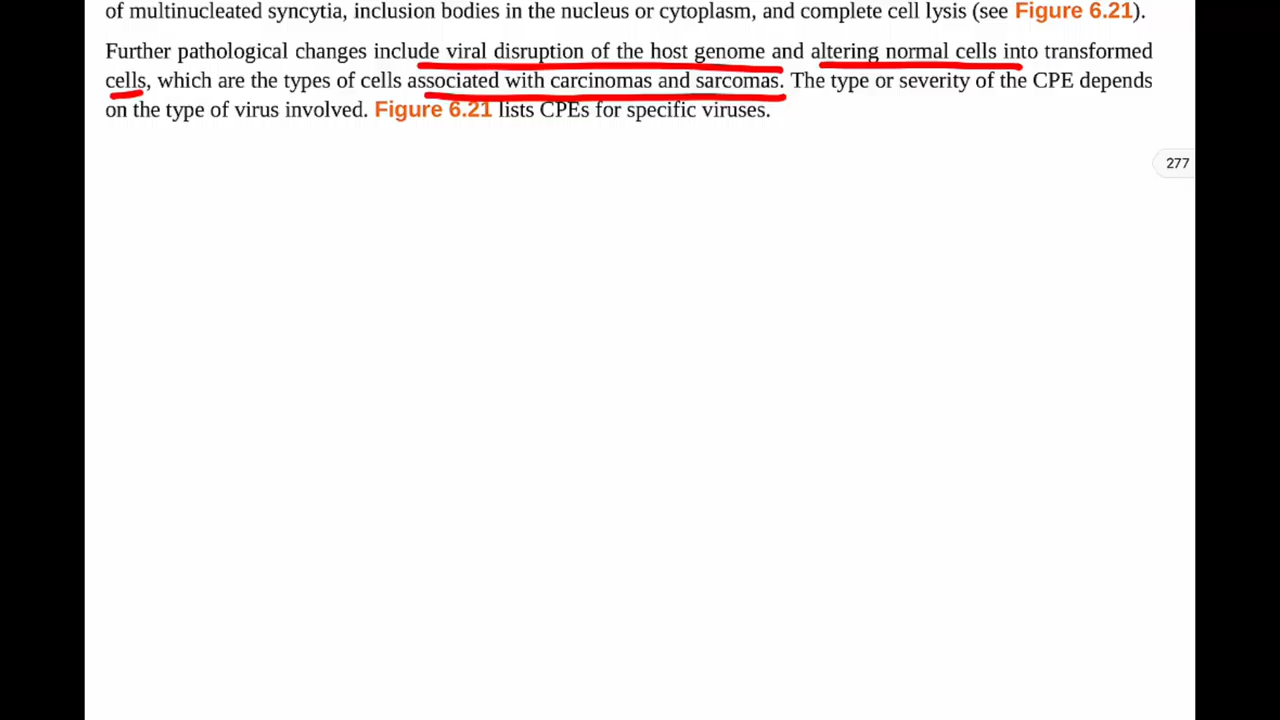 of multinucleated syncytia, inclusion bodies in the nucleus or cytoplasm, and complete cell lysis (see Figure 6.21).
Further pathological changes include viral disruption of the host genome and altering normal cells into transformed
cells, which are the types of cells associated with carcinomas and sarcomas. The type or severity of the CPE depends
on the type of virus involved. Figure 6.21 lists CPEs for specific viruses.
277